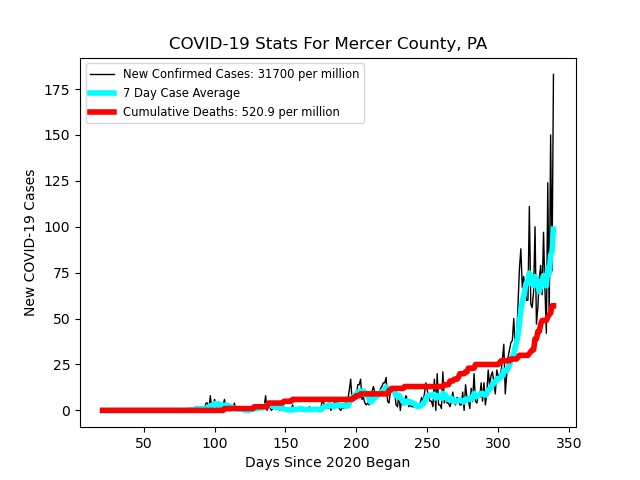 COVID-19 Stats For Mercer County, PA
New Confirmed Cases: 31700 per million
7 Day Case Average
Cumulative Deaths: 520.9 per million
New COVID-19 Cases
175
150
125
100
75
50
25
0
50 100 150 200 250 300 350
Days Since 2020 Began